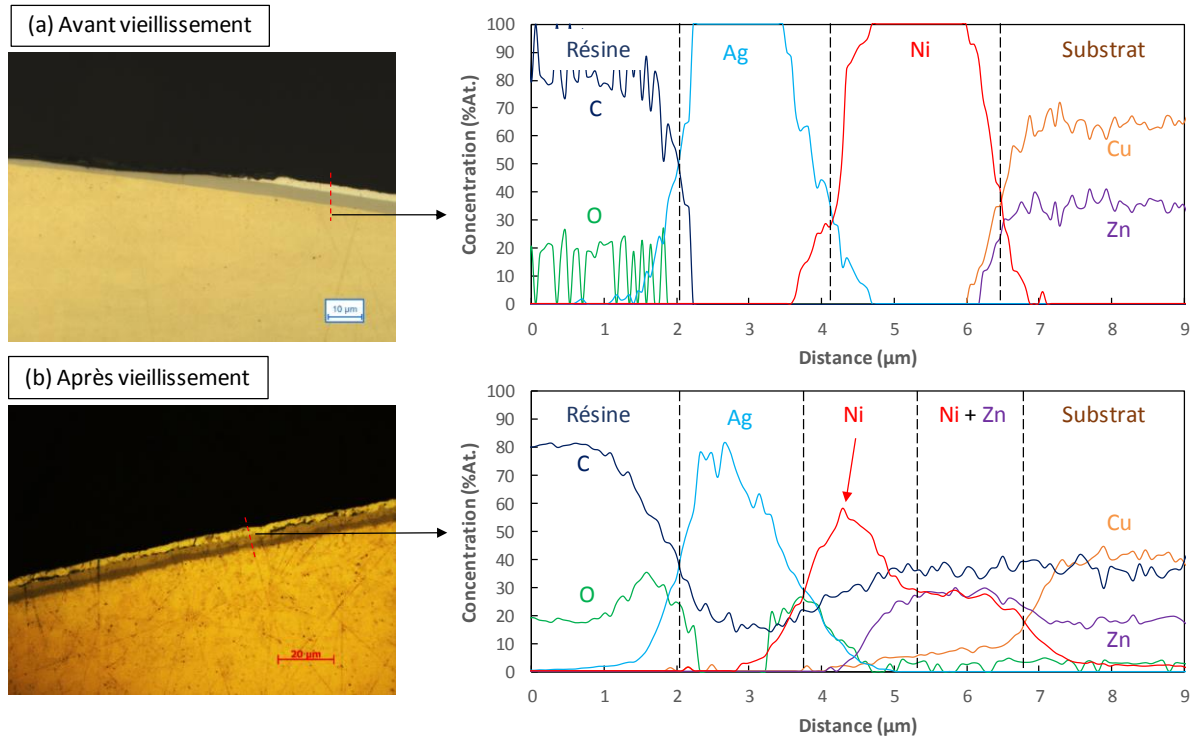 (a) Avant vieillissement
10 µm
Concentration (%At.)
100
90
80
70
60
50
40
30
20
10
0
Résine
Ag
Ni
Substrat
C
O
Cu
Zn
0 1 2 3 4 5 6 7 8 9
Distance (µm)
(b) Après vieillissement
20 µm
Concentration (%At.)
100
90
80
70
60
50
40
30
20
10
0
Résine
Ag
Ni
Ni + Zn
Substrat
C
O
Cu
Zn
0 1 2 3 4 5 6 7 8 9
Distance (µm)